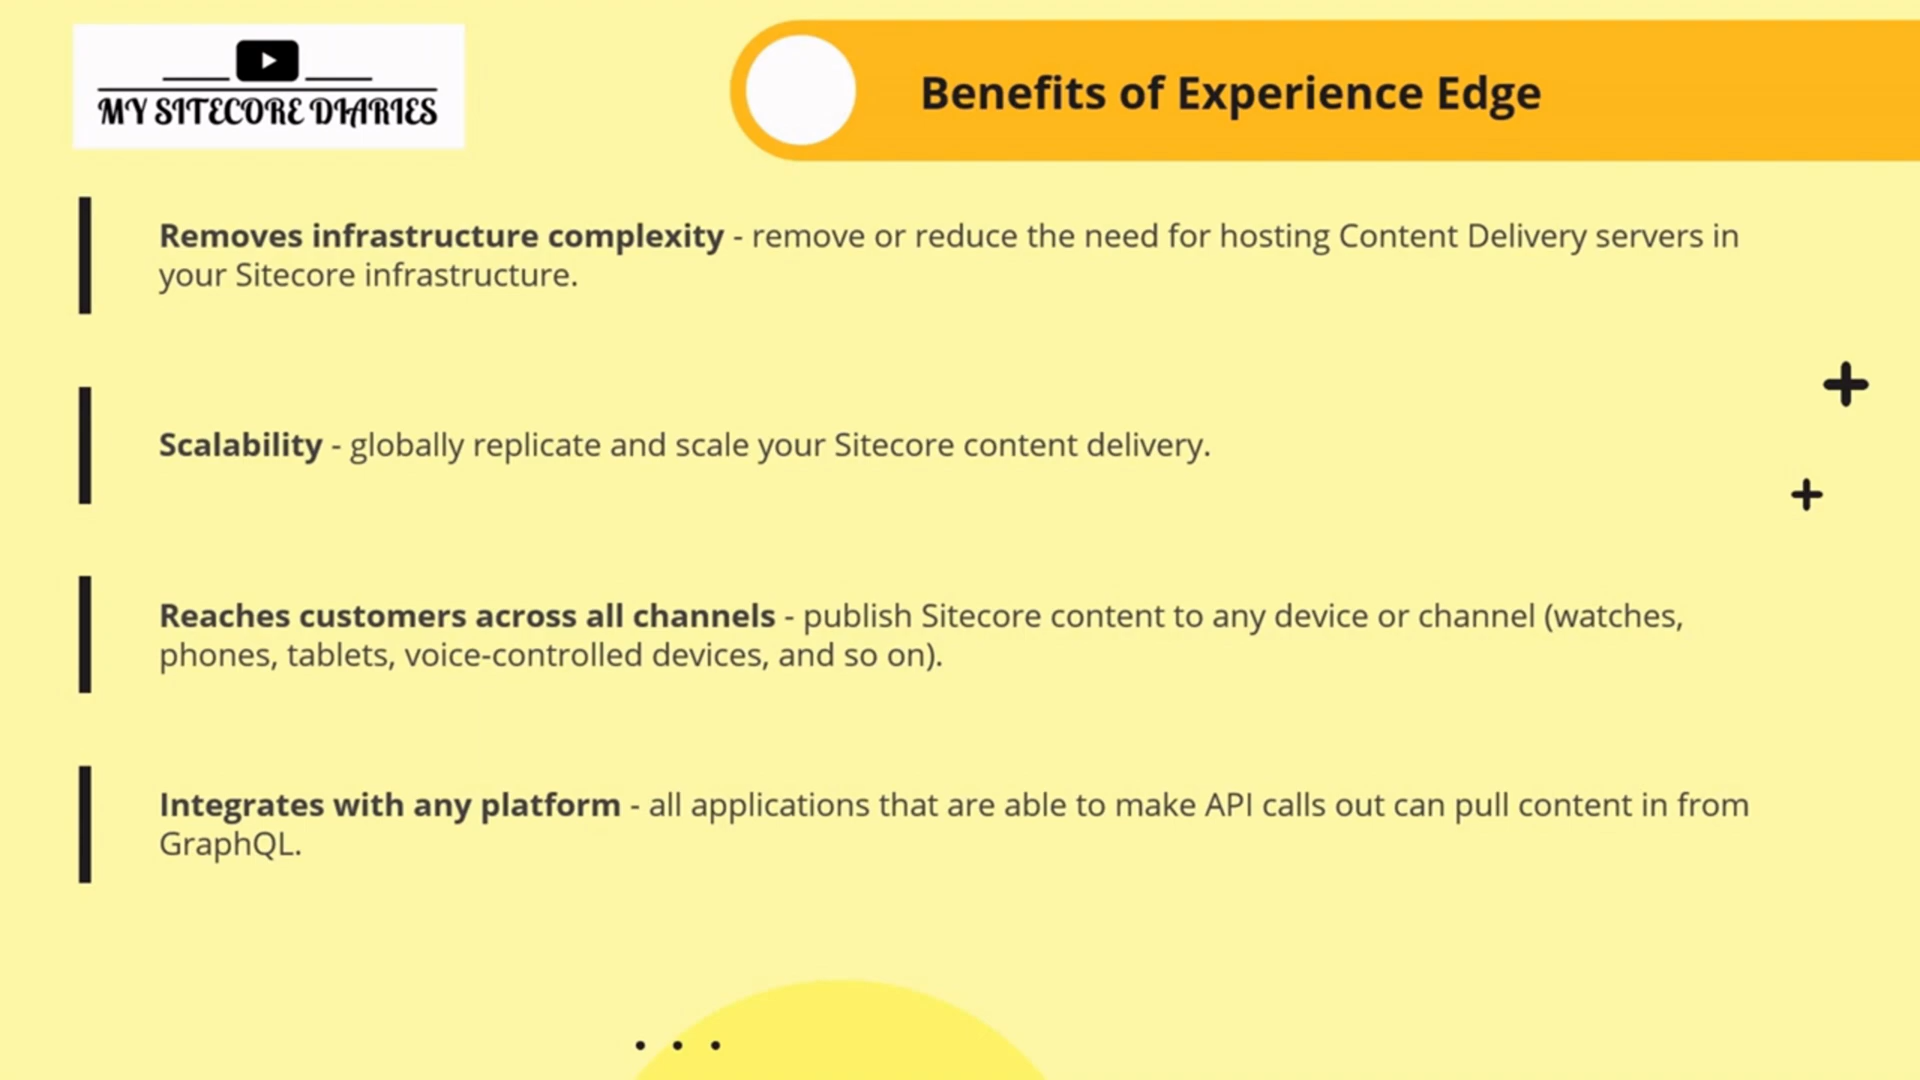 MY SITECORE DIARIES
Benefits of Experience Edge
Removes infrastructure complexity - remove or reduce the need for hosting Content Delivery servers in
your Sitecore infrastructure.
Scalability - globally replicate and scale your Sitecore content delivery.
Reaches customers across all channels - publish Sitecore content to any device or channel (watches,
phones, tablets, voice-controlled devices, and so on).
Integrates with any platform - all applications that are able to make API calls out can pull content in from
GraphQL.